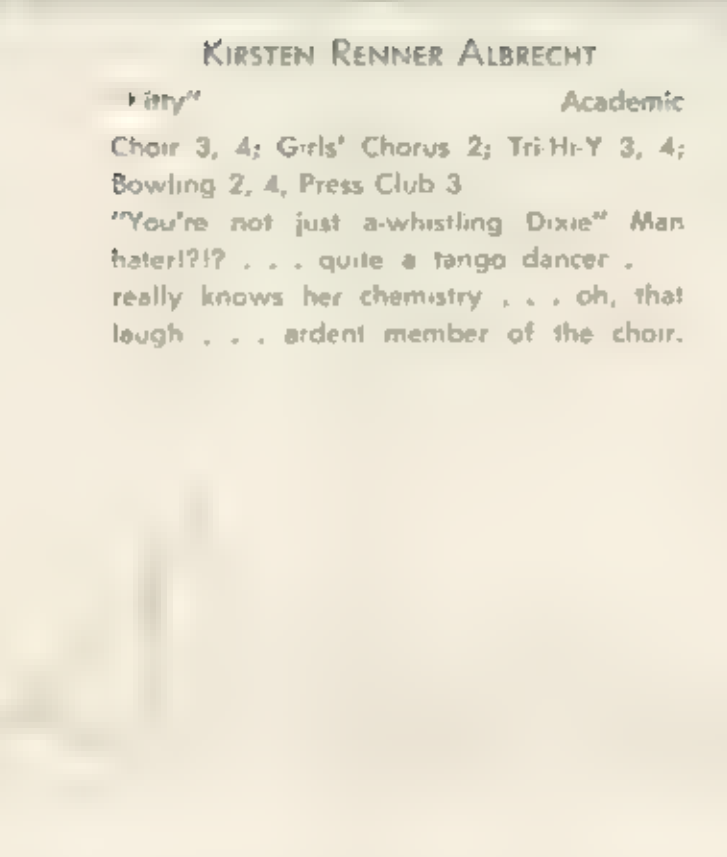 KIRSTEN RENNER ALBRECHT
Academic
Choir 3, 4; Girls' Chorus 2; Tri-Hi-Y 3, 4;
Bowling 2, 4, Press Club 3
"You're not just a-whistling Dixie" Man
hater!?!? . . . quite a tango dancer .
really knows her chemistry . . . oh, that
laugh . . . ardent member of the choir.